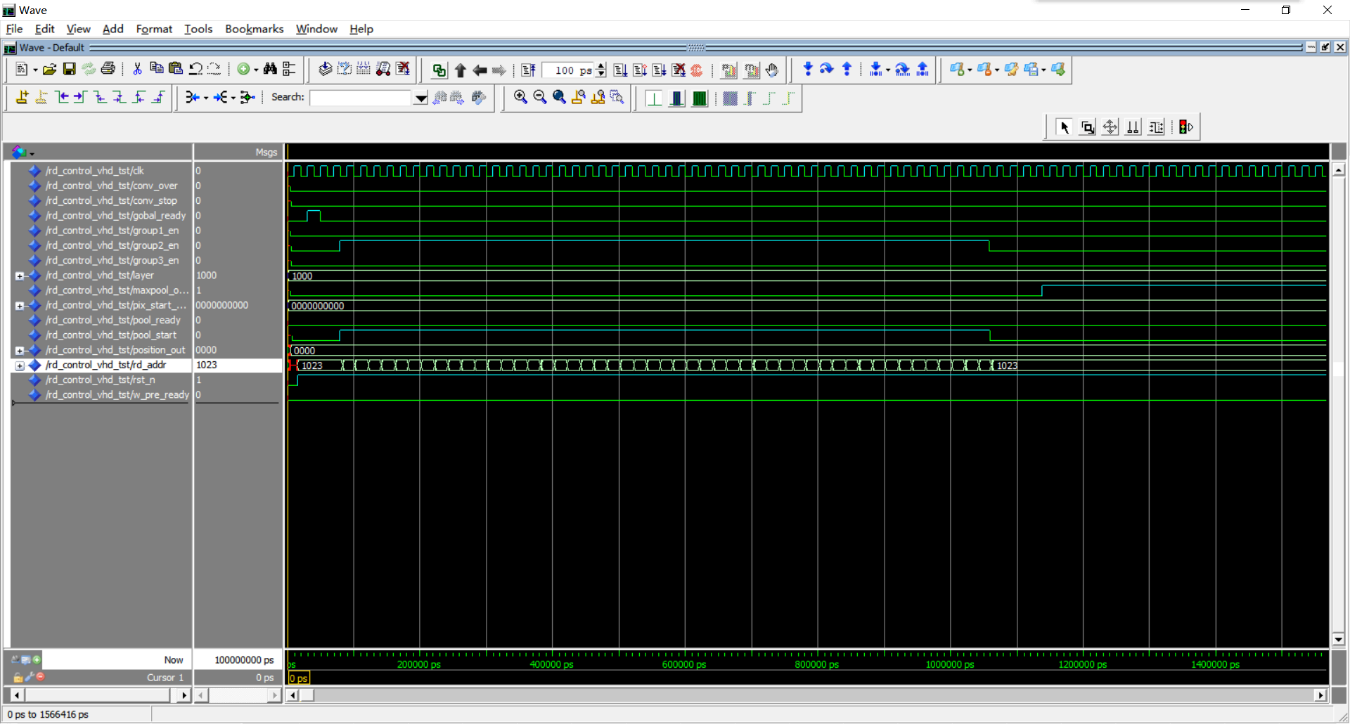 Wave
File Edit View Add Format Tools Bookmarks Window Help
Wave - Default
100 ps
Search:
Msgs
/rd_control_vhd_tst/clk 0
/rd_control_vhd_tst/conv_over 0
/rd_control_vhd_tst/conv_stop 0
/rd_control_vhd_tst/gobal_ready 0
/rd_control_vhd_tst/group1_en 0
/rd_control_vhd_tst/group2_en 0
/rd_control_vhd_tst/group3_en 0
/rd_control_vhd_tst/layer 1000 1000
/rd_control_vhd_tst/maxpool_o... 1
/rd_control_vhd_tst/pix_start_... 0000000000 0000000000
/rd_control_vhd_tst/pool_ready 0
/rd_control_vhd_tst/pool_start 0
/rd_control_vhd_tst/position_out 0000 0000
/rd_control_vhd_tst/rd_addr 1023 1023 1023
/rd_control_vhd_tst/rst_n 1
/rd_control_vhd_tst/w_pre_ready 0
Now 100000000 ps ps 200000 ps 400000 ps 600000 ps 800000 ps 1000000 ps 1200000 ps 1400000 ps
Cursor 1 0 ps 0 ps
0 ps to 1566416 ps